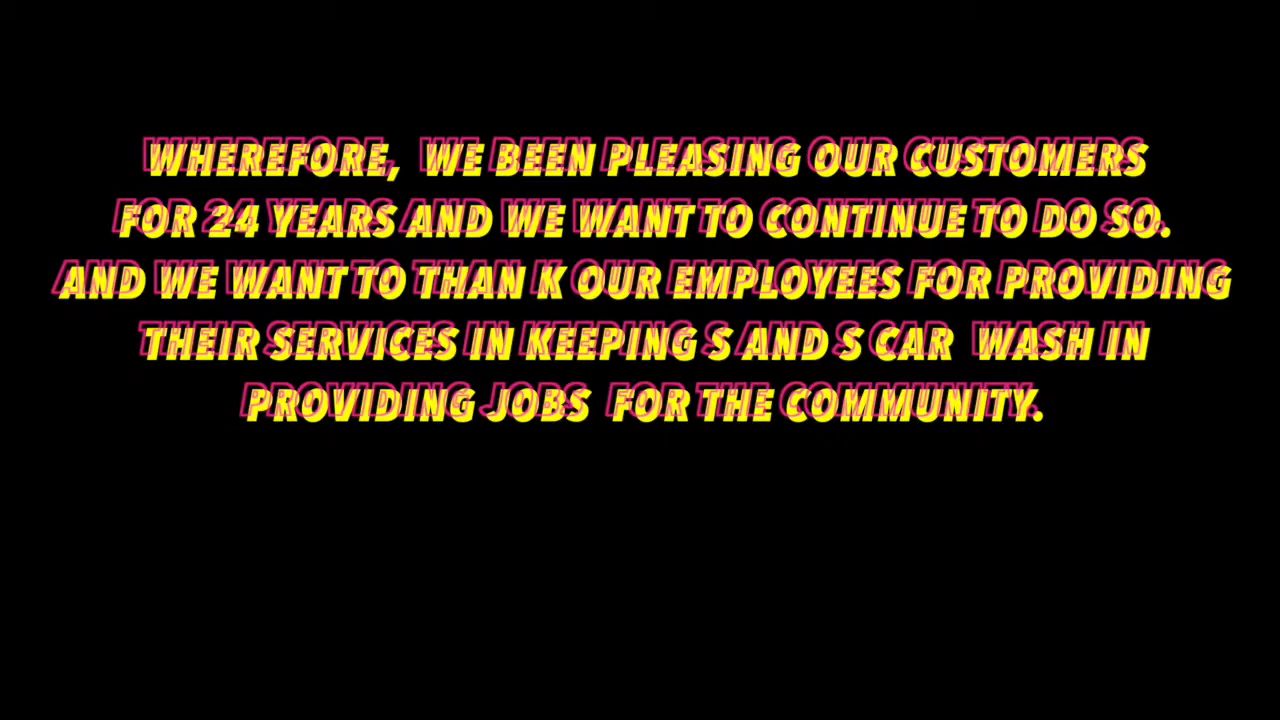 WHEREFORE, WE BEEN PLEASING OUR CUSTOMERS
FOR 24 YEARS AND WE WANT TO CONTINUE TO DO SO.
AND WE WANT TO THAN K OUR EMPLOYEES FOR PROVIDING
THEIR SERVICES IN KEEPING S AND S CAR WASH IN
PROVIDING JOBS FOR THE COMMUNITY.